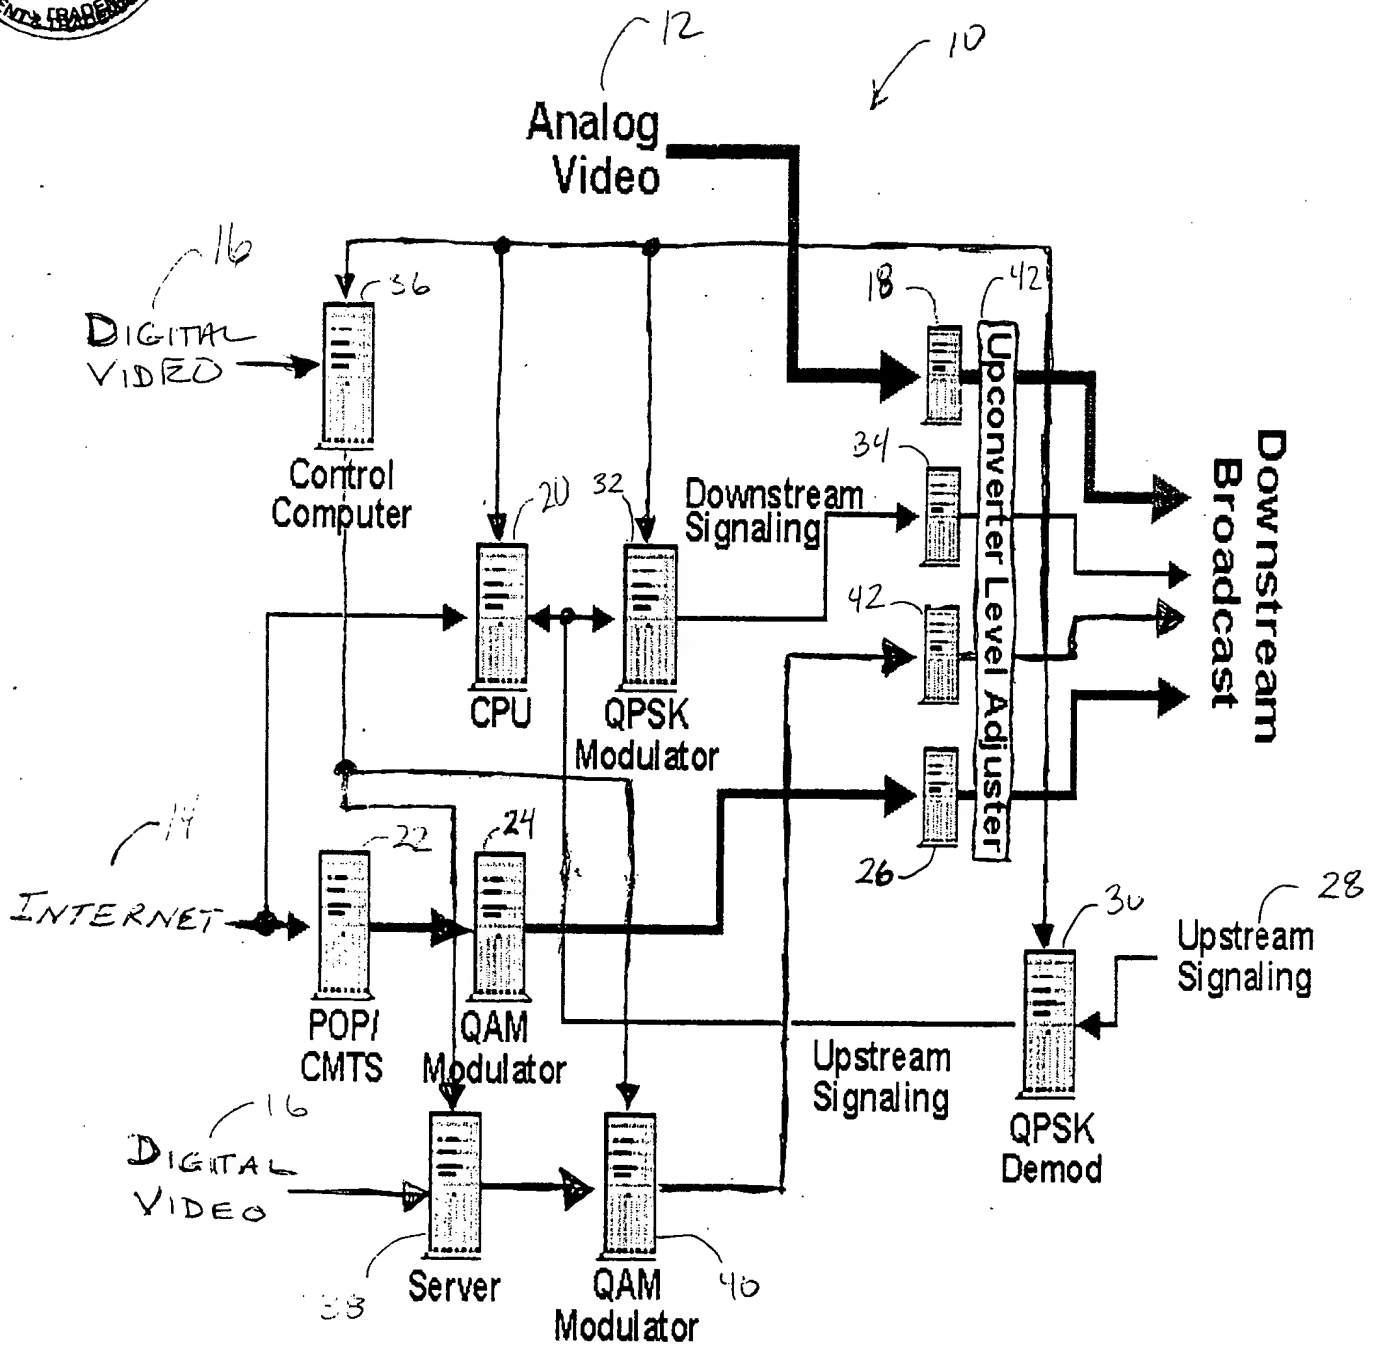 12
10
Analog
Video
16
DIGITAL
VIDEO
36
18
42
Control
Computer
Upconverter Level Adjuster
34
20
32
Downstream
Signaling
Downstream
Broadcast
42
CPU
QPSK
Modulator
14
INTERNET
22
24
26
30
28
Upstream
Signaling
POP/
CMTS
QAM
Modulator
Upstream
Signaling
QPSK
Demod
16
DIGITAL
VIDEO
38
Server
QAM
Modulator
40